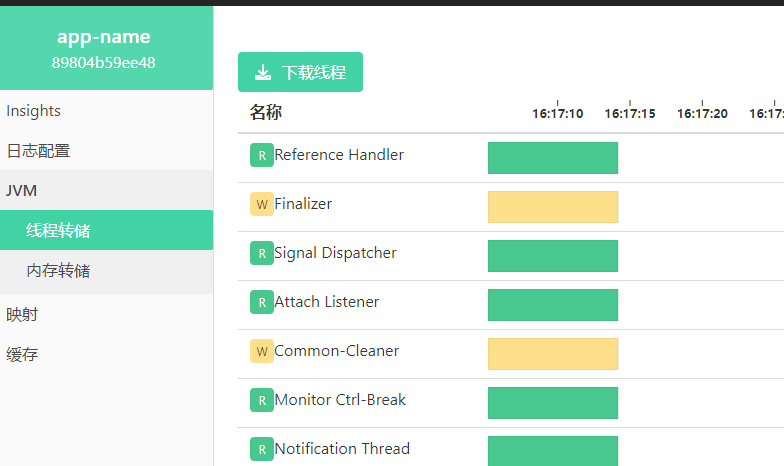 app-name
89804b59ee48
Insights
日志配置
JVM
线程转储
内存转储
映射
缓存
下载线程
名称
16:17:10 16:17:15 16:17:20 16:17:
R Reference Handler
W Finalizer
R Signal Dispatcher
R Attach Listener
W Common-Cleaner
R Monitor Ctrl-Break
R Notification Thread